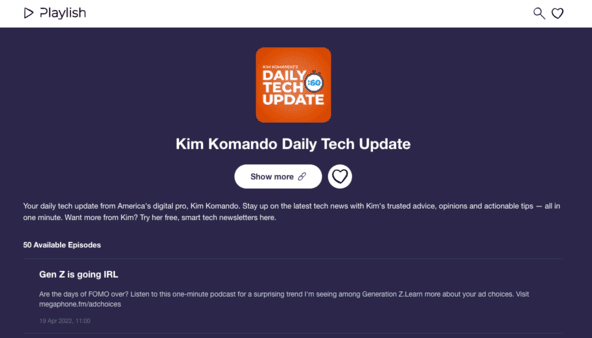 Playlish
KIM KOMANDO'S
DAILY
TECH
:60
UPDATE
Kim Komando Daily Tech Update
Show more
Your daily tech update from America's digital pro, Kim Komando. Stay up on the latest tech news with Kim's trusted advice, opinions and actionable tips — all in
one minute. Want more from Kim? Try her free, smart tech newsletters here.
50 Available Episodes
Gen Z is going IRL
Are the days of FOMO over? Listen to this one-minute podcast for a surprising trend I'm seeing among Generation Z.Learn more about your ad choices. Visit
megaphone.fm/adchoices
19 Apr 2022, 11:00